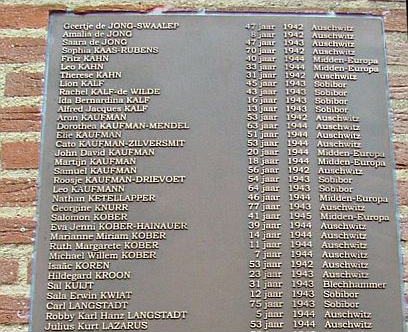 Geertje de JONG-SWAALEP 47 jaar 1942 Auschwitz
Amalia de JONG 8 jaar 1942 Auschwitz
Saara de JONG 47 jaar 1943 Auschwitz
Sophia KAAS-RUBENS 70 jaar 1942 Auschwitz
Fritz KAHN 40 jaar 1944 Midden-Europa
Leo KAHN 33 jaar 1944 Midden-Europa
Therese KAHN 31 jaar 1942 Auschwitz
Lion KALF 45 jaar 1943 Sobibor
Rachel KALF-de WILDE 43 jaar 1943 Sobibor
Ida Bernardina KALF 16 jaar 1943 Sobibor
Alfred Jacques KALF 13 jaar 1943 Sobibor
Aron KAUFMAN 53 jaar 1942 Auschwitz
Dorothea KAUFMAN-MENDEL 63 jaar 1944 Auschwitz
Elie KAUFMAN 51 jaar 1944 Auschwitz
Cato KAUFMAN-ZILVERSMIT 53 jaar 1944 Auschwitz
John David KAUFMAN 20 jaar 1944 Midden-Europa
Martijn KAUFMAN 18 jaar 1944 Midden-Europa
Samuel KAUFMAN 56 jaar 1942 Auschwitz
Roosje KAUFMAN-DRIEVOET 54 jaar 1943 Sobibor
Leo KAUFMANN 64 jaar 1943 Sobibor
Nathan KETELLAPPER 46 jaar 1944 Midden-Europa
Georgine KNURR 77 jaar 1943 Auschwitz
Salomon KOBER 41 jaar 1945 Midden-Europa
Eva Jenni KOBER-HAINAUER 39 jaar 1944 Auschwitz
Marianne Miriam KOBER 14 jaar 1944 Auschwitz
Ruth Margarete KOBER 11 jaar 1944 Auschwitz
Michael Willem KOBER 7 jaar 1944 Auschwitz
Isaäc KOREN 53 jaar 1942 Auschwitz
Hildegard KROON 23 jaar 1943 Auschwitz
Sal KUIJT 31 jaar 1943 Blechhammer
Sala Erwin KWIAT 12 jaar 1943 Sobibor
Carl LANGSTADT 75 jaar 1943 Sobibor
Robby Karl Hanz LANGSTADT 5 jaar 1944 Auschwitz
Julius Kurt LAZARUS 53 jaar 1944 Auschwitz